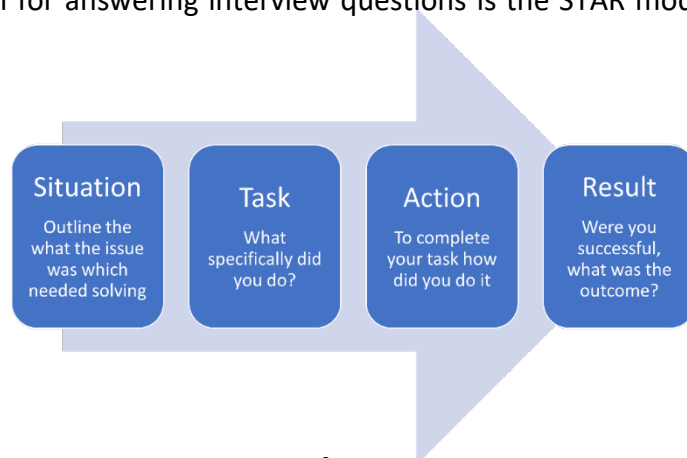 for answering interview questions is the STAR mod
Situation
Outline the
what the issue
was which
needed solving
Task
What
specifically did
you do?
Action
To complete
your task how
did you do it
Result
Were you
successful,
what was the
outcome?